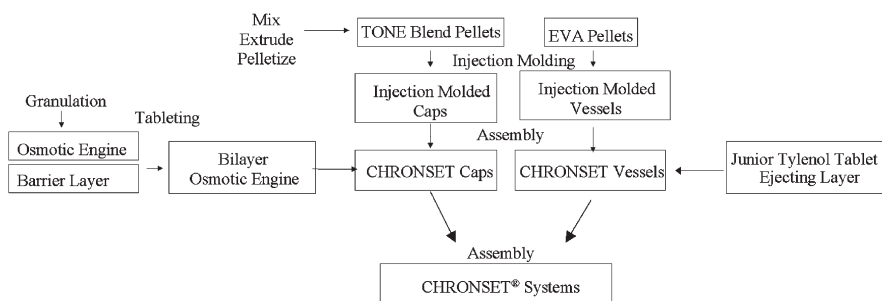 Mix
Extrude
Pelletize
TONE Blend Pellets
EVA Pellets
Injection Molding
Injection Molded
Caps
Injection Molded
Vessels
Granulation
Tableting
Assembly
Osmotic Engine
Barrier Layer
Bilayer
Osmotic Engine
CHRONSET Caps
CHRONSET Vessels
Junior Tylenol Tablet
Ejecting Layer
Assembly
CHRONSET® Systems